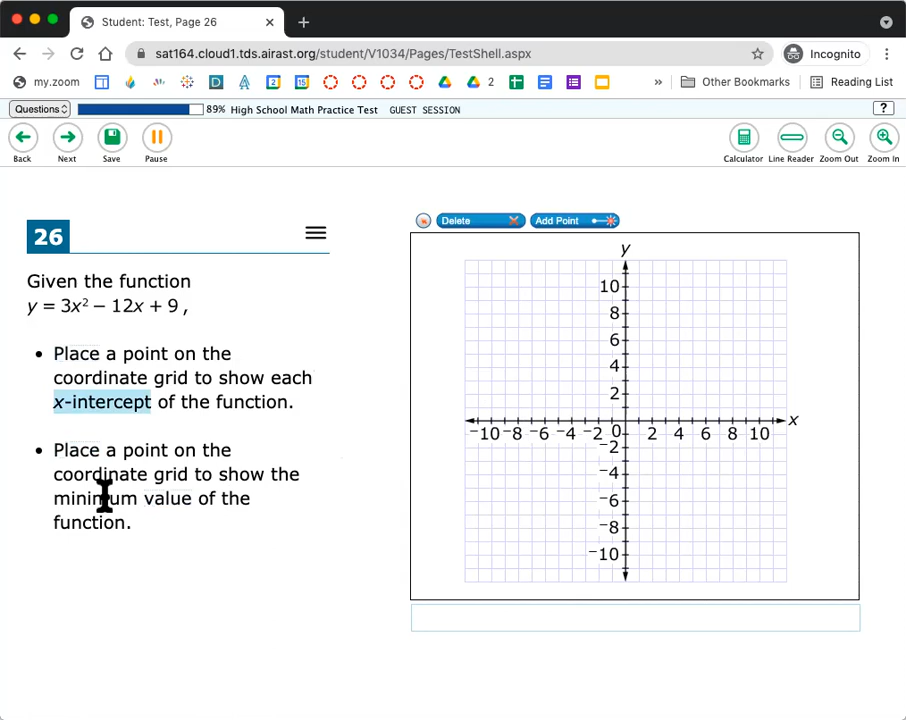 Student: Test, Page 26
sat164.cloud1.tds.airast.org/student/V1034/Pages/TestShell.aspx
Incognito
my.zoom
2
15
2
» Other Bookmarks
Reading List
Questions
89% High School Math Practice Test GUEST SESSION
?
Back Next Save Pause
Calculator Line Reader Zoom Out Zoom In
26
Given the function
y = 3x² − 12x + 9 ,
• Place a point on the
coordinate grid to show each
x-intercept of the function.
• Place a point on the
coordinate grid to show the
minimum value of the
function.
Delete
Add Point
y
10
8
6
4
2
−10 −8 −6 −4 −2 0 2 4 6 8 10 x
−2
−4
−6
−8
−10